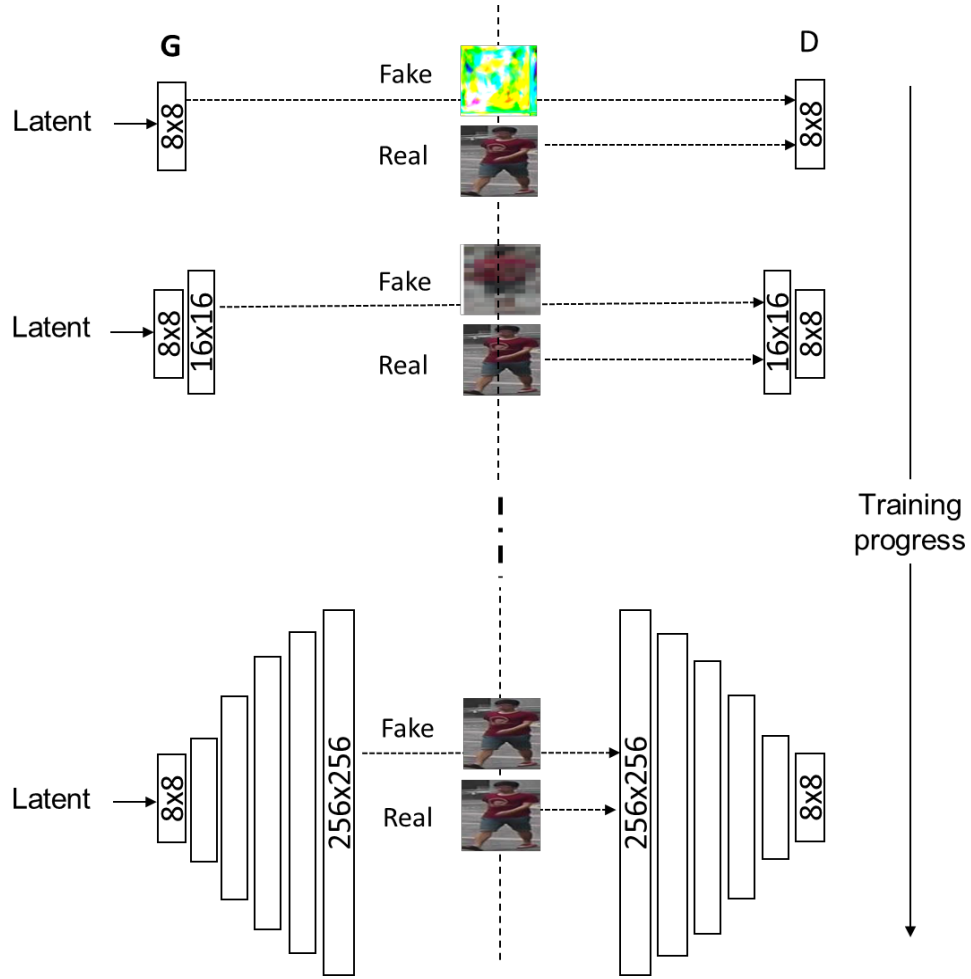 G
D
Fake
Latent
8x8
8x8
Real
Fake
Latent
8x8
16x16
16x16
8x8
Real
Training
progress
Fake
Latent
8x8
256x256
256x256
8x8
Real